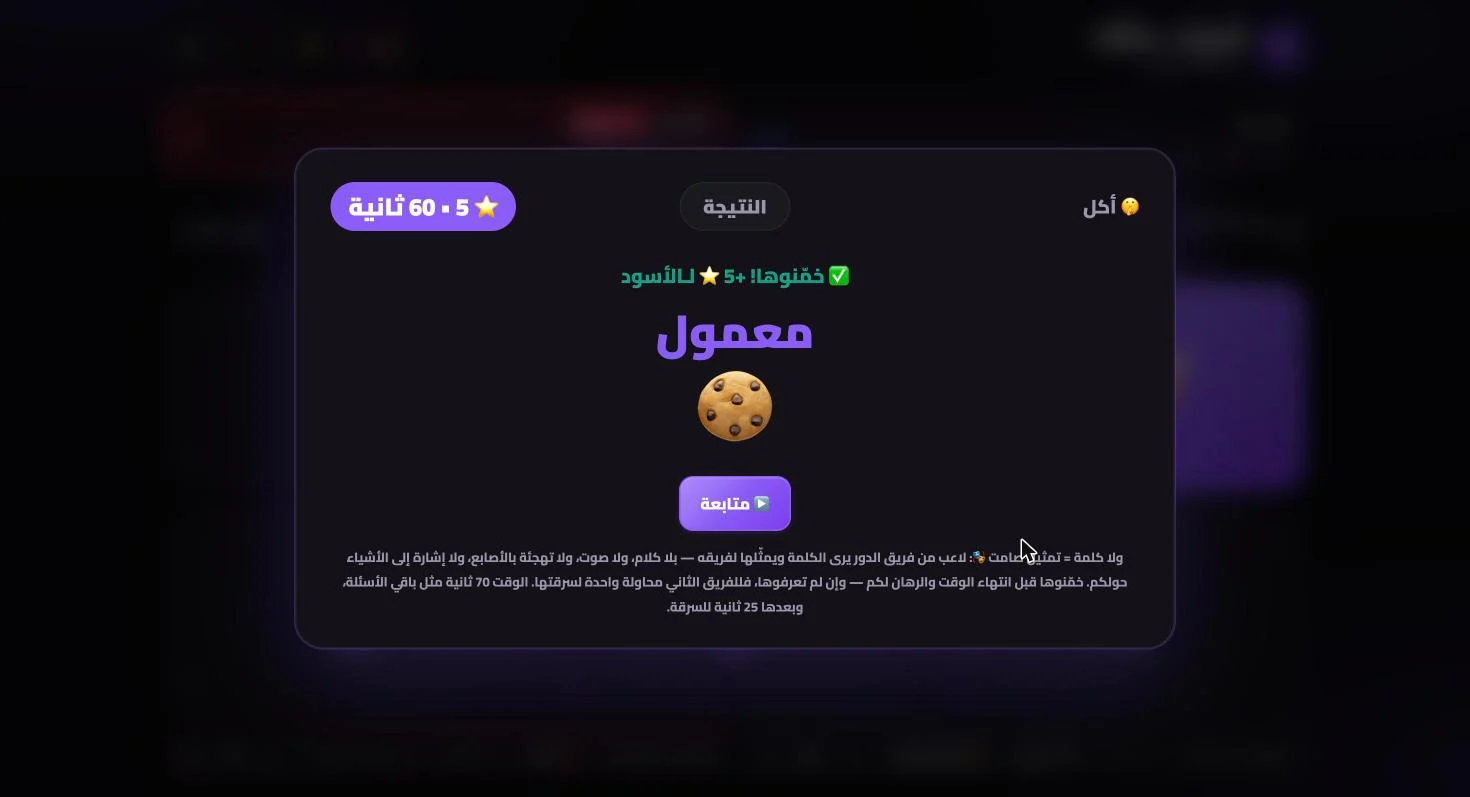 🤫 أكل
النتيجة
⭐ 5 · 60 ثانية
✅ خمّنوها! +5 ⭐ لـالأسود
معمول
▶️ متابعة
ولا كلمة = تمثيل صامت 🎭: لاعب من فريق الدور يرى الكلمة ويمثّلها لفريقه — بلا كلام، ولا صوت، ولا تهجئة بالأصابع، ولا إشارة إلى الأشياء
حولكم. خمّنوها قبل انتهاء الوقت والرهان لكم — وإن لم تعرفوها، فللفريق الثاني محاولة واحدة لسرقتها. الوقت 70 ثانية مثل باقي الأسئلة،
وبعدها 25 ثانية للسرقة.